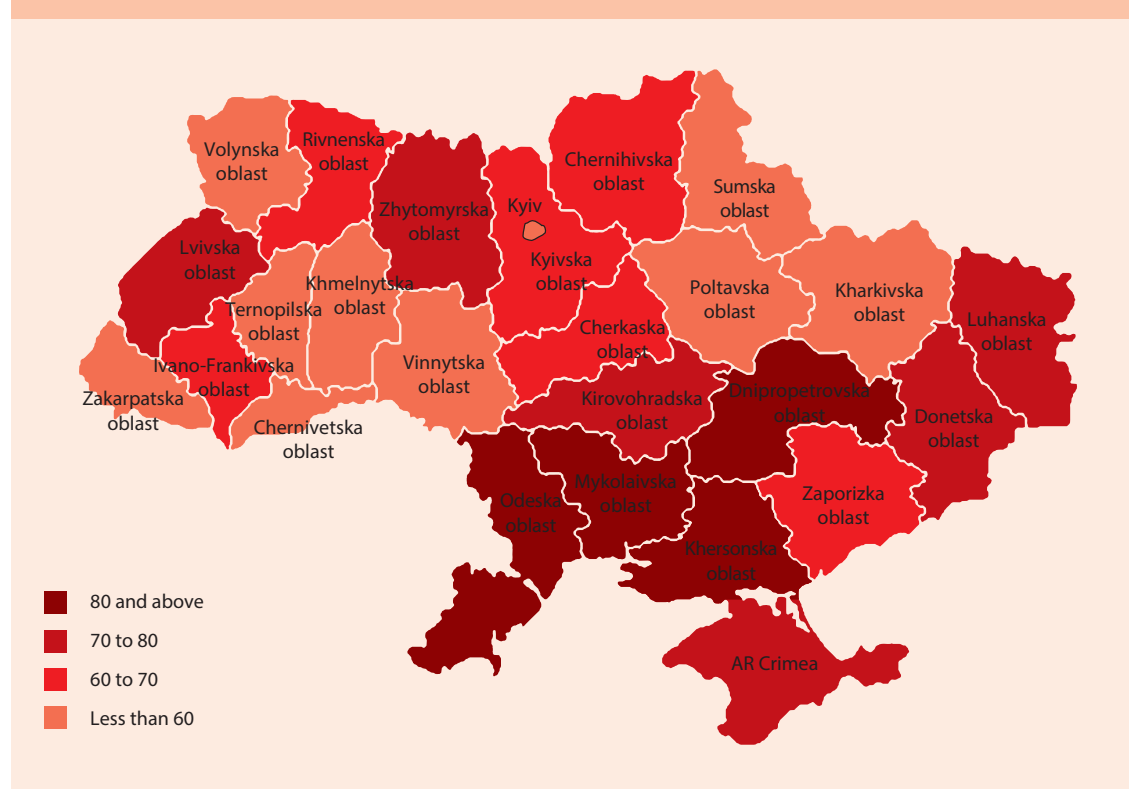 Volynska
oblast
Rivnenska
oblast
Chernihivska
oblast
Sumska
oblast
Zhytomyrska
oblast
Kyiv
Kyivska
oblast
Lvivska
oblast
Ternopilska
oblast
Khmelnytska
oblast
Poltavska
oblast
Kharkivska
oblast
Luhanska
oblast
Cherkaska
oblast
Ivano-Frankivska
oblast
Vinnytska
oblast
Zakarpatska
oblast
Chernivetska
oblast
Kirovohradska
oblast
Dnipropetrovska
oblast
Donetska
oblast
Odeska
oblast
Mykolaivska
oblast
Zaporizka
oblast
Khersonska
oblast
AR Crimea
80 and above
70 to 80
60 to 70
Less than 60